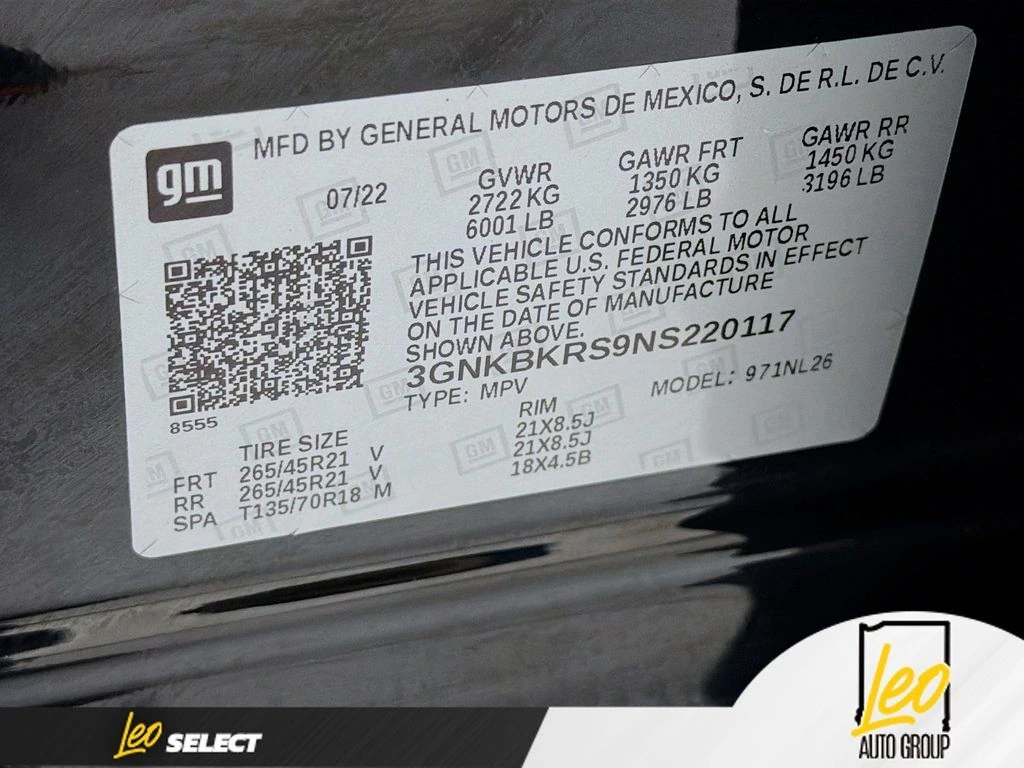 MFD BY GENERAL MOTORS DE MEXICO, S. DE R.L. DE C.V.
gm
07/22
GVWR
2722 KG
6001 LB
GAWR FRT
1350 KG
2976 LB
GAWR RR
1450 KG
3196 LB
THIS VEHICLE CONFORMS TO ALL
APPLICABLE U.S. FEDERAL MOTOR
VEHICLE SAFETY STANDARDS IN EFFECT
ON THE DATE OF MANUFACTURE
SHOWN ABOVE.
3GNKBKRS9NS220117
TYPE: MPV MODEL: 971NL26
8555
TIRE SIZE RIM
FRT 265/45R21 V 21X8.5J
RR 265/45R21 V 21X8.5J
SPA T135/70R18 M 18X4.5B
Leo SELECT
Leo
AUTO GROUP